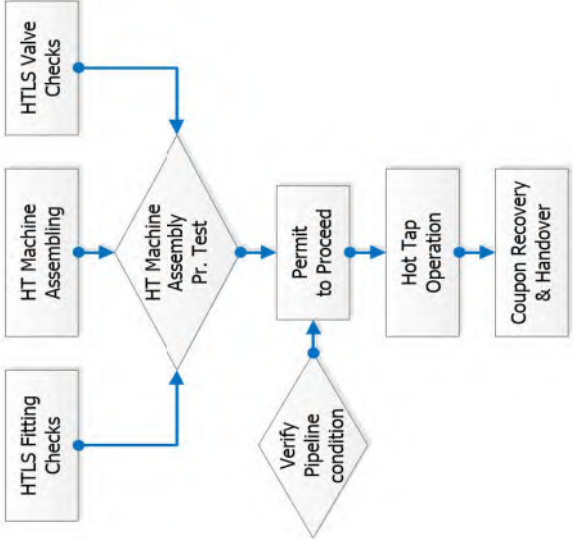 HTLS Fitting
Checks
HT Machine
Assembling
HTLS Valve
Checks
HT Machine
Assembly
Pr. Test
Verify
Pipeline
condition
Permit
to Proceed
Hot Tap
Operation
Coupon Recovery
& Handover